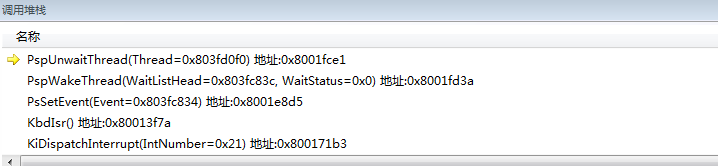 调用堆栈
名称
PspUnwaitThread(Thread=0x803fd0f0) 地址:0x8001fce1
PspWakeThread(WaitListHead=0x803fc83c, WaitStatus=0x0) 地址:0x8001fd3a
PsSetEvent(Event=0x803fc834) 地址:0x8001e8d5
KbdIsr() 地址:0x80013f7a
KiDispatchInterrupt(IntNumber=0x21) 地址:0x800171b3